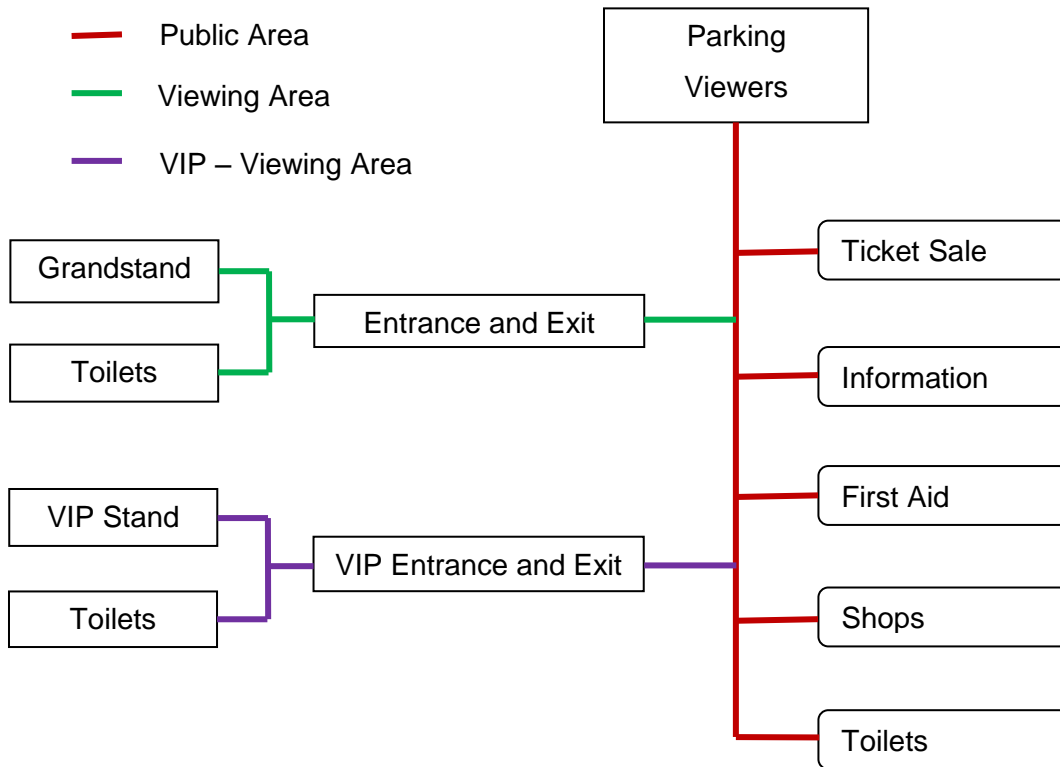 Public Area
Viewing Area
VIP – Viewing Area
Parking
Viewers
Grandstand
Toilets
Entrance and Exit
VIP Stand
Toilets
VIP Entrance and Exit
Ticket Sale
Information
First Aid
Shops
Toilets